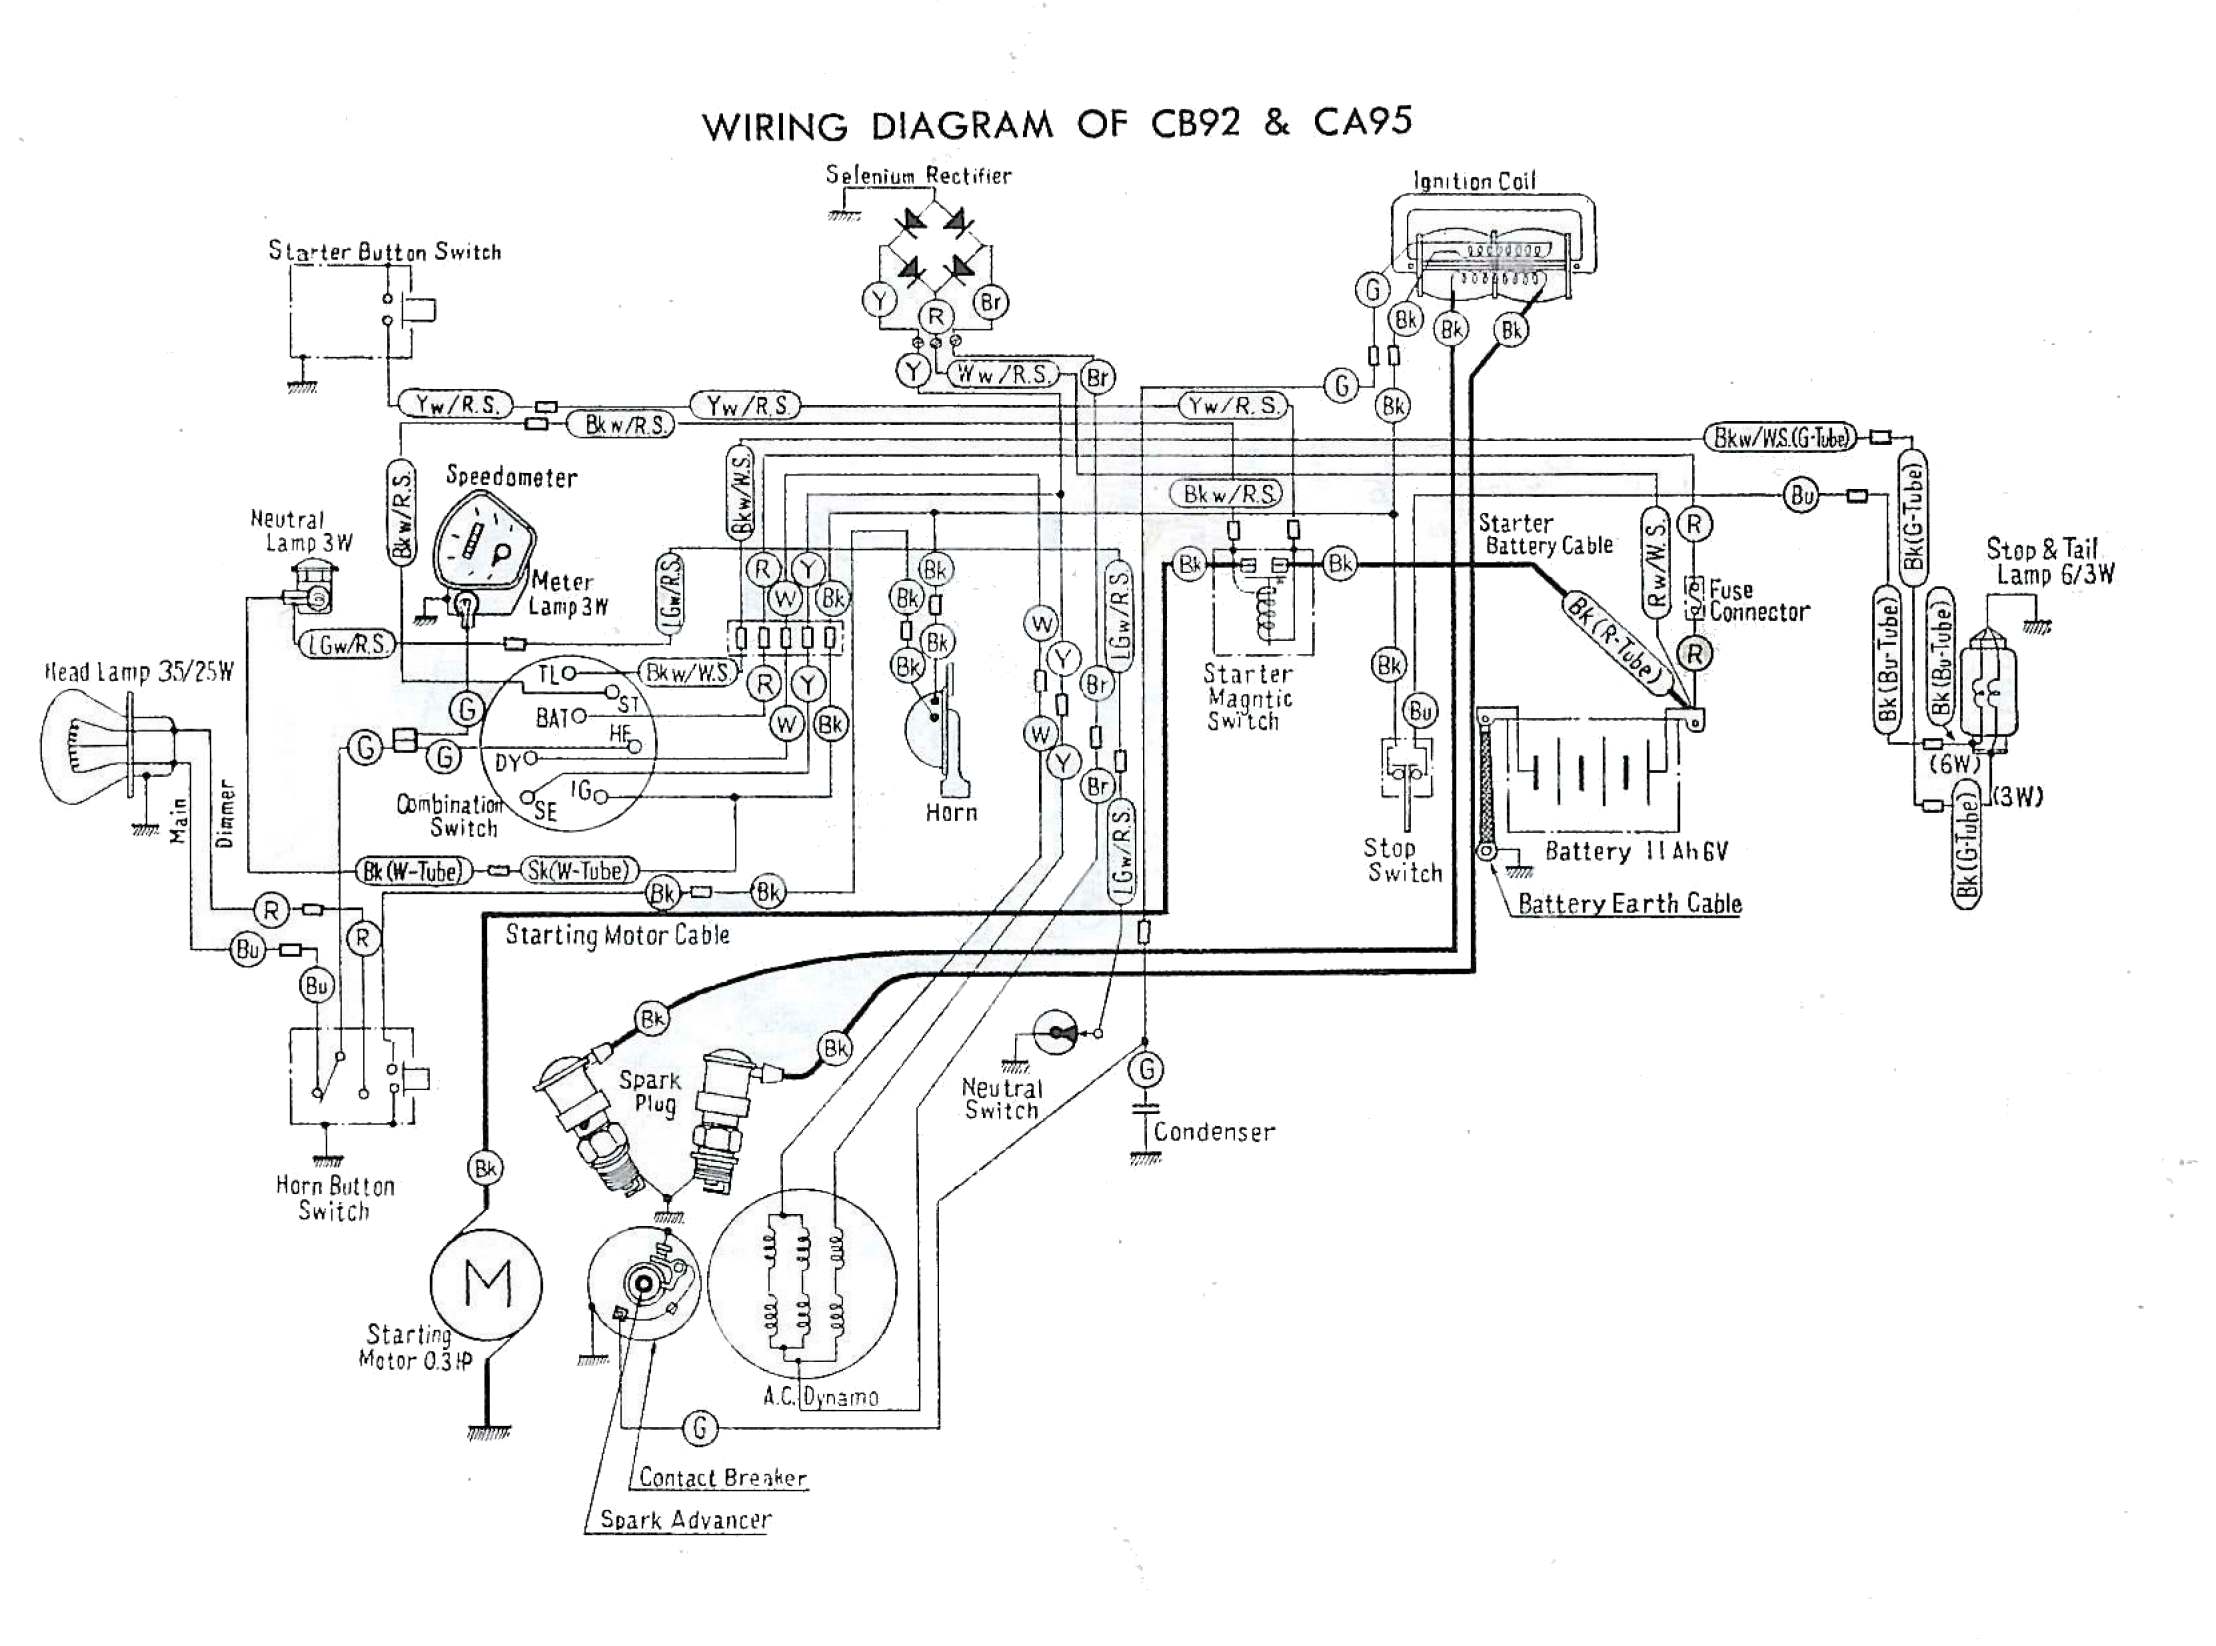 WIRING DIAGRAM OF CB92 & CA95
Selenium Rectifier
Ignition Coil
Starter Button Switch
Y
R
Br
G
Bk
Bk
Bk
Y
Ww/R.S.
Br
G
Bk
Yw/R.S.
Yw/R.S.
Yw/R.S.
Bkw/R.S.
Bkw/W.S.(G-Tube)
Speedometer
Bkw/R.S.
Bkw/W.S.
Bkw/R.S.
Bu
Bk(G-Tube)
Neutral
Lamp 3W
R
Rw/W.S.
Starter
Battery Cable
Stop & Tail
Lamp 6/3W
Meter
Lamp 3W
LGw/R.S.
R
Y
W
Bk
Bk
Bk
Bk
Bk
LGw/R.S.
Bk
Bk
Fuse
Connector
Bk(R-Tube)
Bk(Bu-Tube)
Bk(Bu-Tube)
LGw/R.S.
W
Y
R
Head Lamp 35/25W
TL
Bkw/W.S.
R
Y
Br
Bk
Starter
Magntic
Switch
G
ST
BAT
HE
W
Bk
W
Bu
G
G
DY
Y
(6W)
IG
SE
Br
Combination
Switch
Horn
(3W)
Main
Dimmer
LGw/R.S.
Stop
Switch
Battery 11Ah6V
Bk(G-Tube)
Bk(W-Tube)
Sk(W-Tube)
Bk
Bk
Battery Earth Cable
R
R
Starting Motor Cable
Bu
Bu
Bk
Bk
Spark
Plug
Neutral
Switch
G
Condenser
Horn Button
Switch
Bk
M
Starting
Motor 0.3HP
A.C. Dynamo
G
Contact Breaker
Spark Advancer